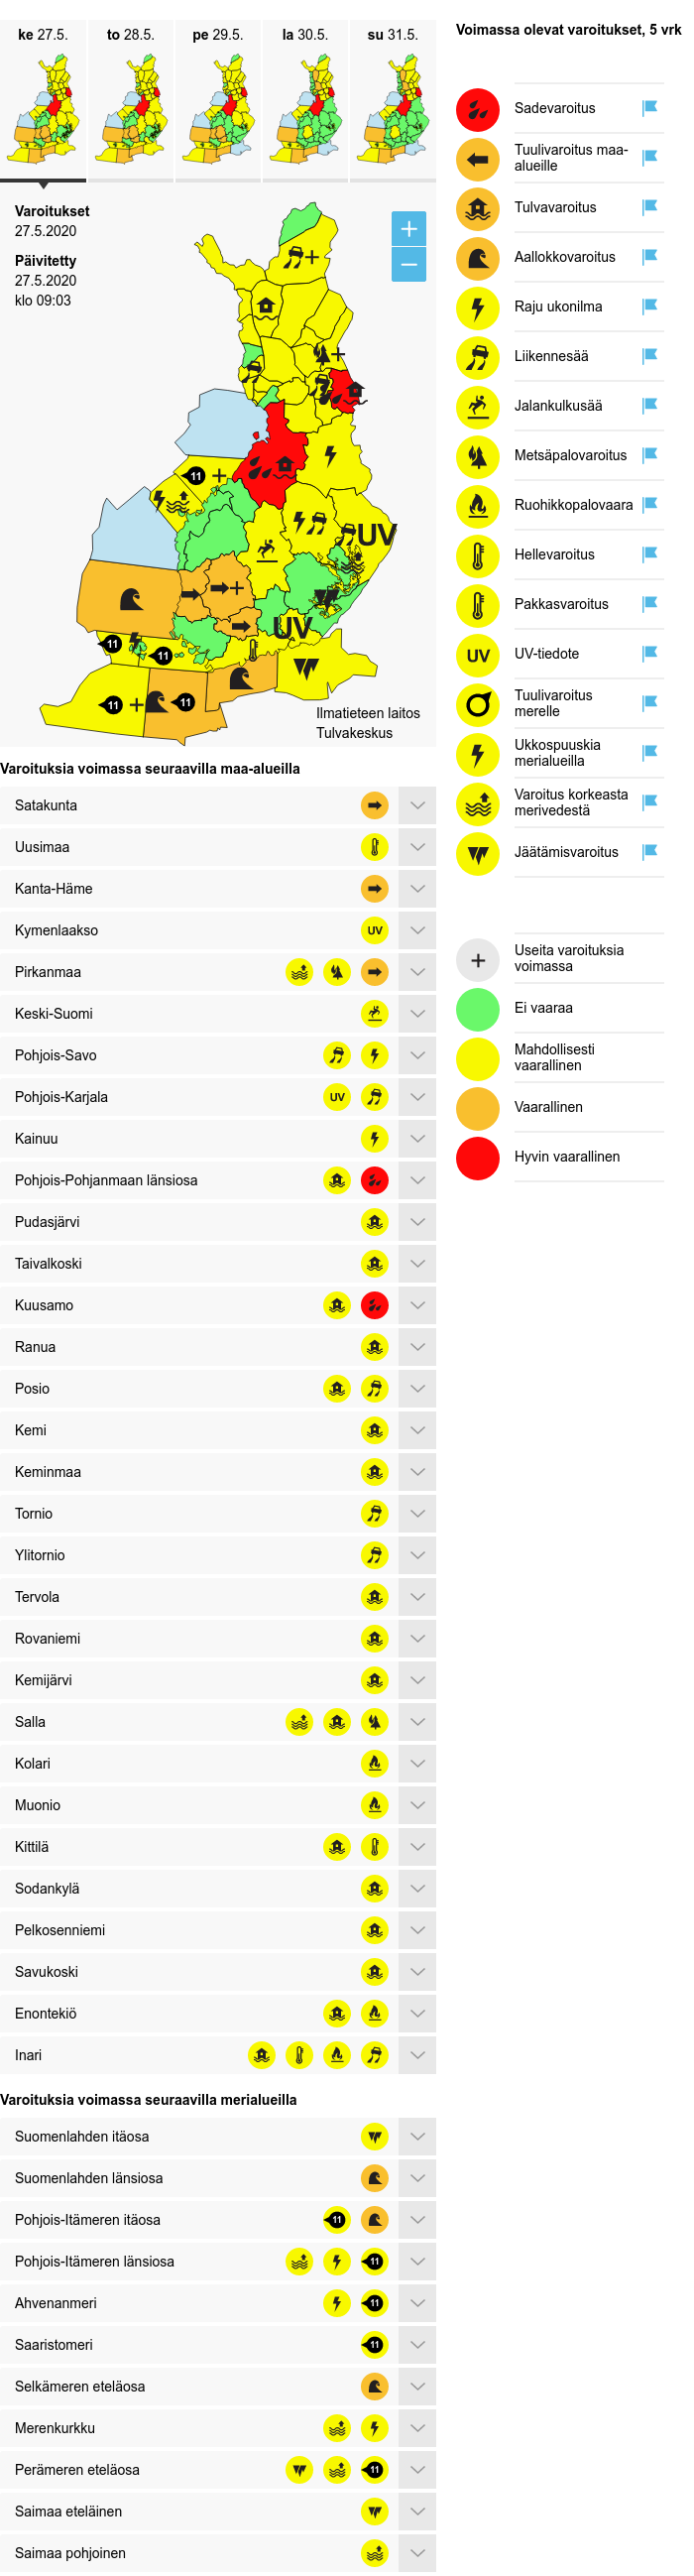 ke 27.5.
to 28.5.
pe 29.5.
la 30.5.
su 31.5.
Varoitukset
27.5.2020
Päivitetty
27.5.2020
klo 09:03
+
−
+
+
11 +
UV
+
UV
11
11
11 +
11
Ilmatieteen laitos
Tulvakeskus
Varoituksia voimassa seuraavilla maa-alueilla
Satakunta
Uusimaa
Kanta-Häme
Kymenlaakso UV
Pirkanmaa
Keski-Suomi
Pohjois-Savo
Pohjois-Karjala UV
Kainuu
Pohjois-Pohjanmaan länsiosa
Pudasjärvi
Taivalkoski
Kuusamo
Ranua
Posio
Kemi
Keminmaa
Tornio
Ylitornio
Tervola
Rovaniemi
Kemijärvi
Salla
Kolari
Muonio
Kittilä
Sodankylä
Pelkosenniemi
Savukoski
Enontekiö
Inari
Varoituksia voimassa seuraavilla merialueilla
Suomenlahden itäosa
Suomenlahden länsiosa
Pohjois-Itämeren itäosa 11
Pohjois-Itämeren länsiosa 11
Ahvenanmeri 11
Saaristomeri 11
Selkämeren eteläosa
Merenkurkku
Perämeren eteläosa 11
Saimaa eteläinen
Saimaa pohjoinen
Voimassa olevat varoitukset, 5 vrk
Sadevaroitus
Tuulivaroitus maa-
alueille
Tulvavaroitus
Aallokkovaroitus
Raju ukonilma
Liikennesää
Jalankulkusää
Metsäpalovaroitus
Ruohikkopalovaara
Hellevaroitus
Pakkasvaroitus
UV UV-tiedote
Tuulivaroitus
merelle
Ukkospuuskia
merialueilla
Varoitus korkeasta
merivedestä
Jäätämisvaroitus
+ Useita varoituksia
voimassa
Ei vaaraa
Mahdollisesti
vaarallinen
Vaarallinen
Hyvin vaarallinen